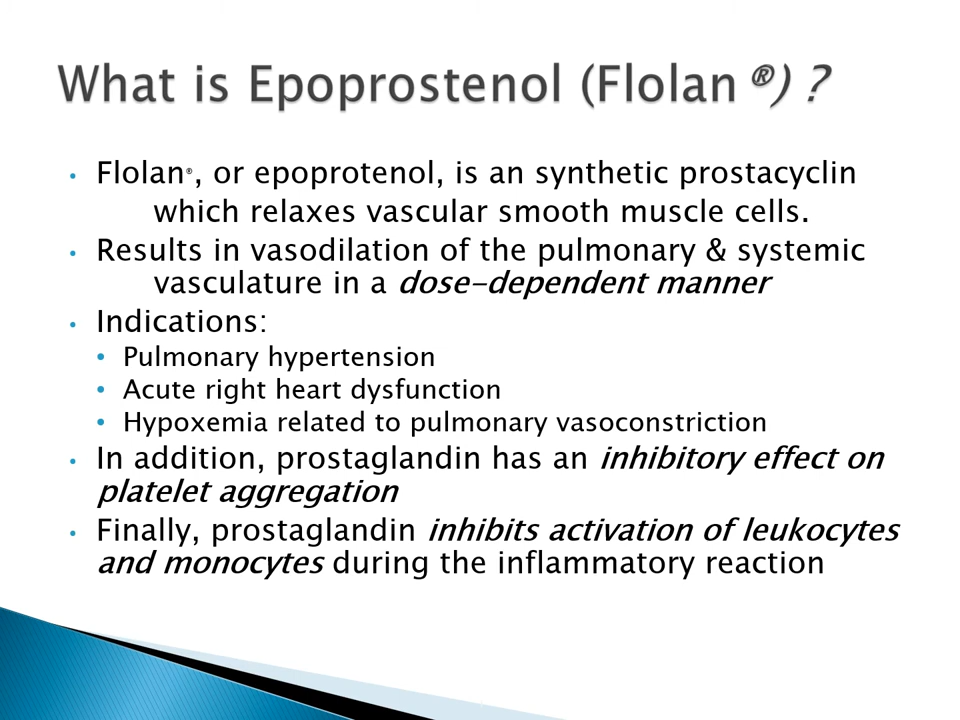 What is Epoprostenol (Flolan®) ?
• Flolan®, or epoprotenol, is an synthetic prostacyclin
which relaxes vascular smooth muscle cells.
• Results in vasodilation of the pulmonary & systemic
vasculature in a dose-dependent manner
• Indications:
• Pulmonary hypertension
• Acute right heart dysfunction
• Hypoxemia related to pulmonary vasoconstriction
• In addition, prostaglandin has an inhibitory effect on
platelet aggregation
• Finally, prostaglandin inhibits activation of leukocytes
and monocytes during the inflammatory reaction